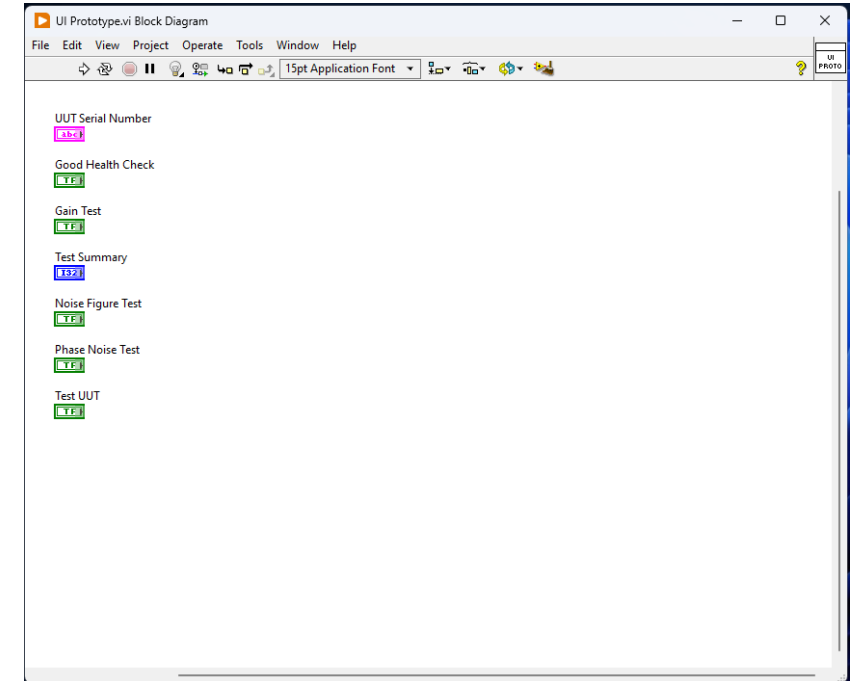 UI Prototype.vi Block Diagram
File Edit View Project Operate Tools Window Help
15pt Application Font
UI
PROTO
UUT Serial Number
abc
Good Health Check
TF
Gain Test
TF
Test Summary
I32
Noise Figure Test
TF
Phase Noise Test
TF
Test UUT
TF